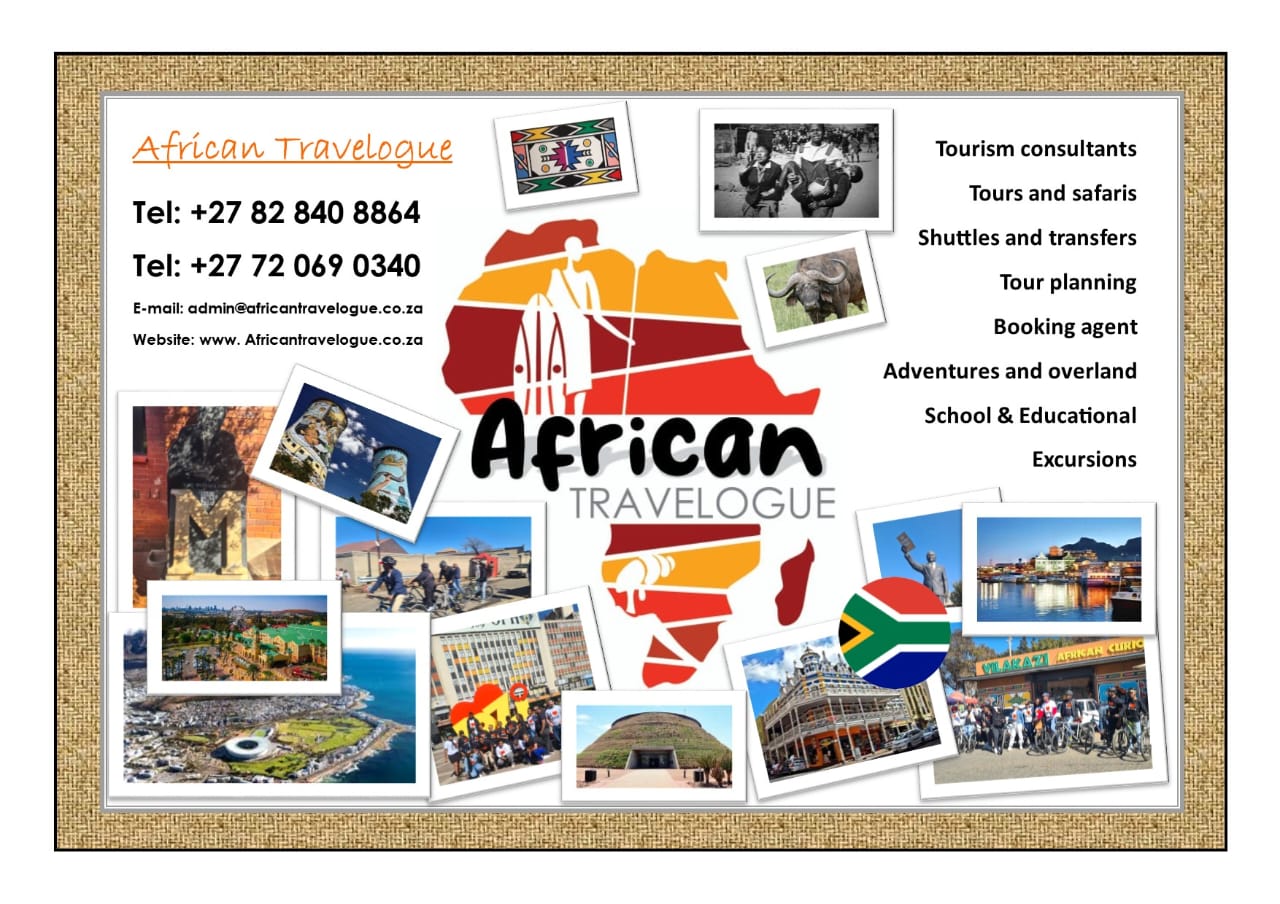 African Travelogue
Tel: +27 82 840 8864
Tel: +27 72 069 0340
E-mail: admin@africantravelogue.co.za
Website: www. Africantravelogue.co.za
Tourism consultants
Tours and safaris
Shuttles and transfers
Tour planning
Booking agent
Adventures and overland
School & Educational
Excursions
African
TRAVELOGUE
M
VILAKAZI AFRICAN CURIO